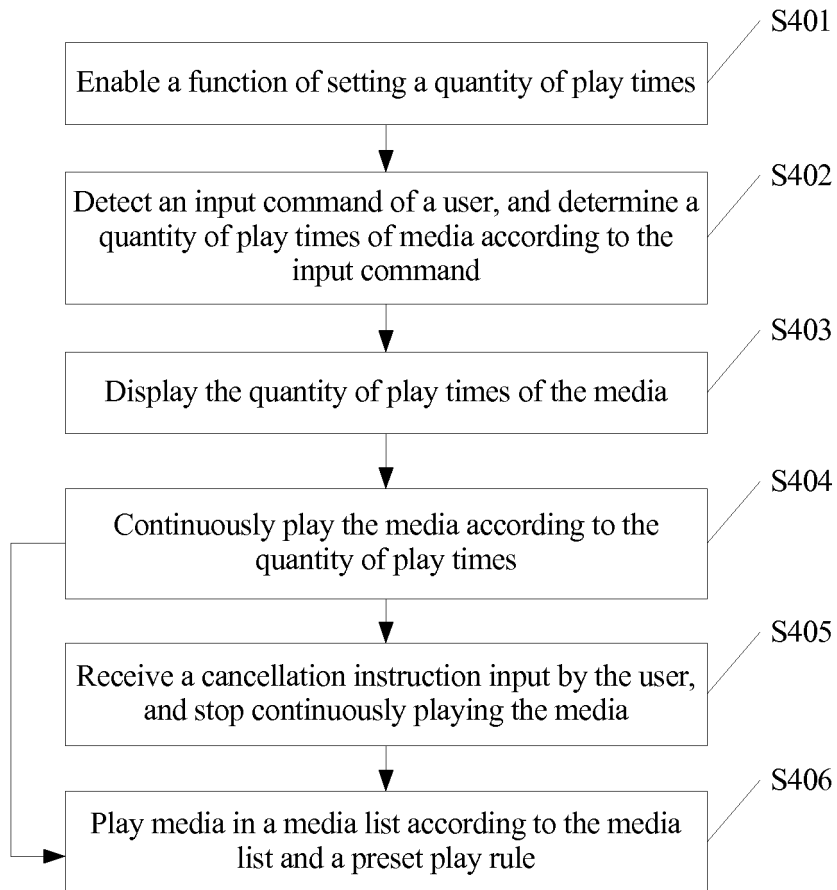 S401
Enable a function of setting a quantity of play times
S402
Detect an input command of a user, and determine a
quantity of play times of media according to the
input command
S403
Display the quantity of play times of the media
S404
Continuously play the media according to the
quantity of play times
S405
Receive a cancellation instruction input by the user,
and stop continuously playing the media
S406
Play media in a media list according to the media
list and a preset play rule